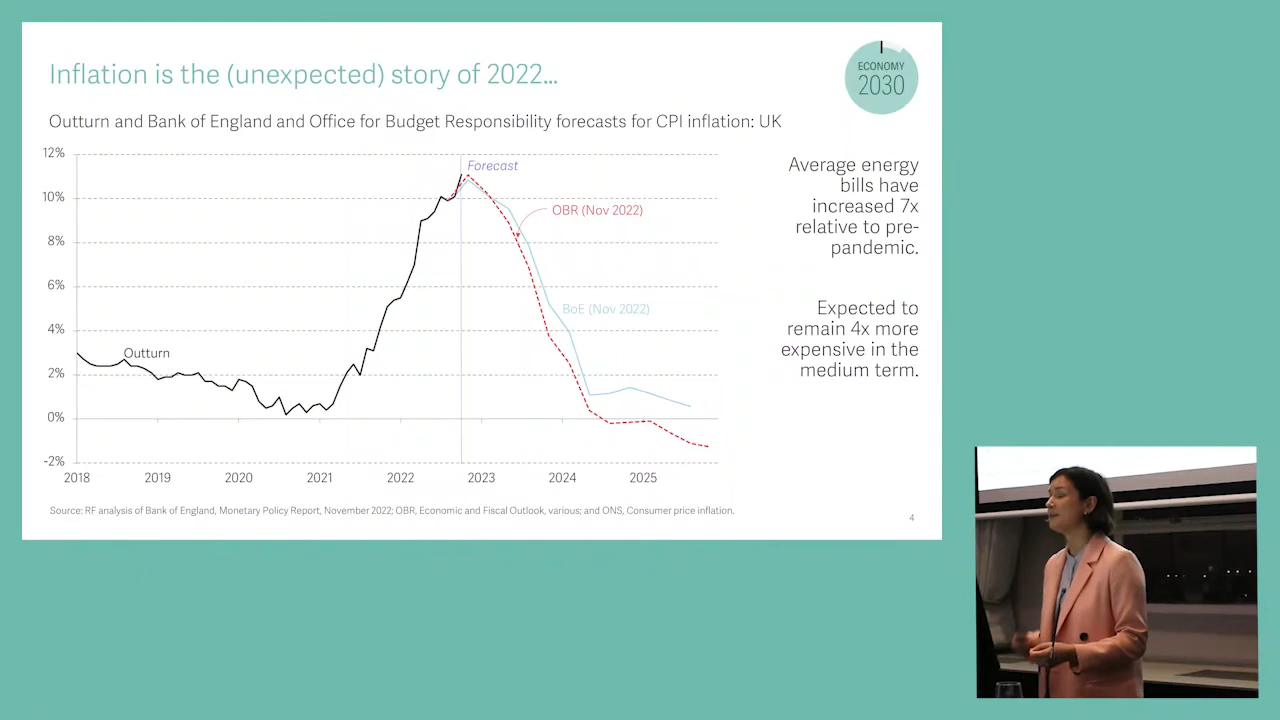 Inflation is the (unexpected) story of 2022...
ECONOMY
2030
Outturn and Bank of England and Office for Budget Responsibility forecasts for CPI inflation: UK
12%
10%
8%
6%
4%
2%
0%
-2%
Forecast
OBR (Nov 2022)
BoE (Nov 2022)
Outturn
2018 2019 2020 2021 2022 2023 2024 2025
Average energy
bills have
increased 7x
relative to pre-
pandemic.
Expected to
remain 4x more
expensive in the
medium term.
Source: RF analysis of Bank of England, Monetary Policy Report, November 2022; OBR, Economic and Fiscal Outlook, various; and ONS, Consumer price inflation.
4